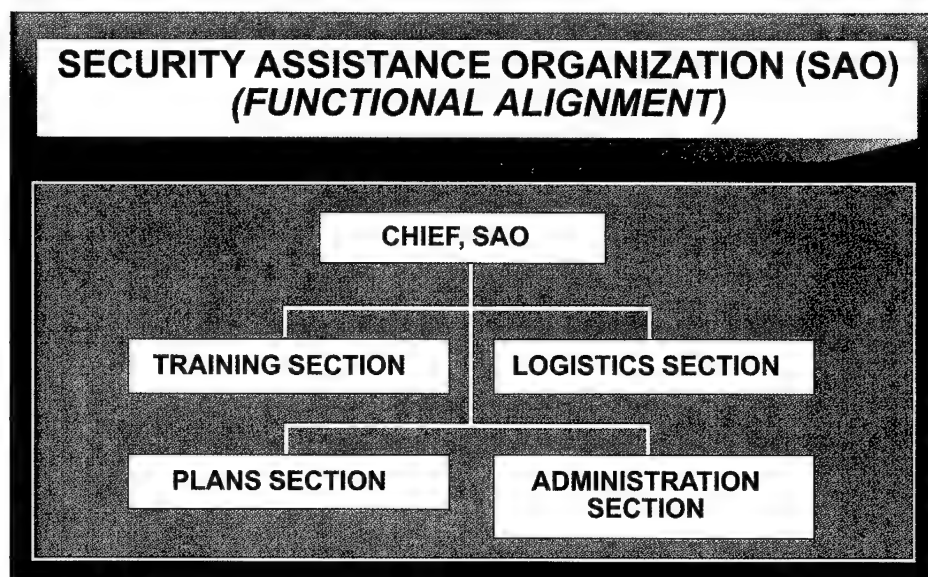 SECURITY ASSISTANCE ORGANIZATION (SAO)
(FUNCTIONAL ALIGNMENT)
CHIEF, SAO
TRAINING SECTION
LOGISTICS SECTION
PLANS SECTION
ADMINISTRATION
SECTION